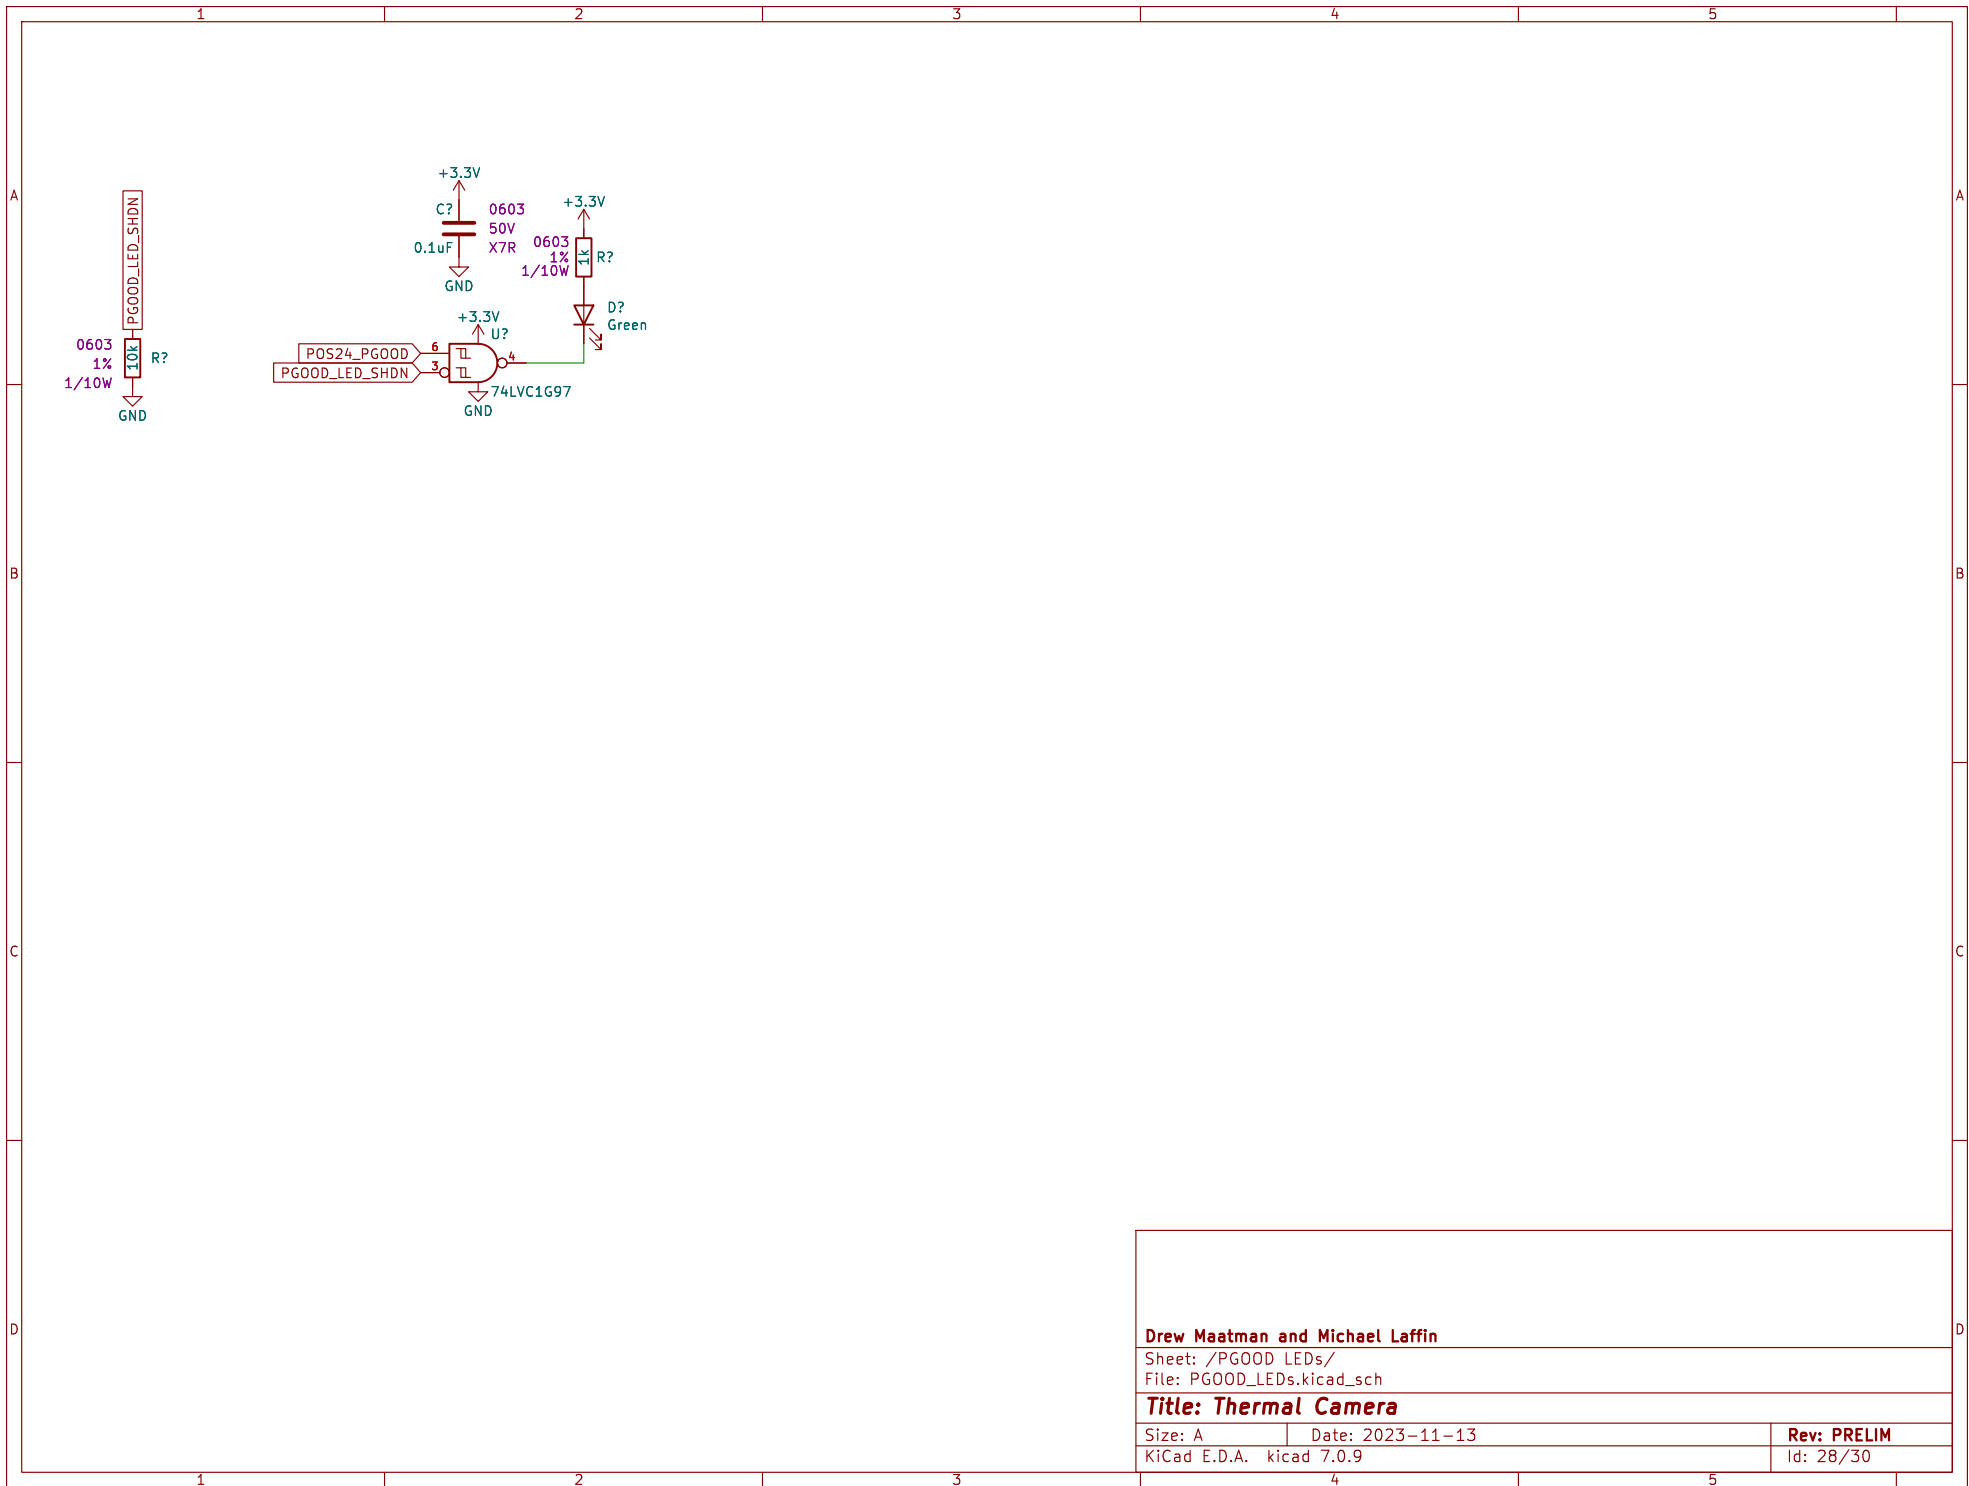 1 2 3 4 5
A A
+3.3V
C? 0603
50V
0.1uF X7R
GND
+3.3V
0603
1% 1k R?
1/10W
D?
Green
PGOOD_LED_SHDN
0603
1% 10k R?
1/10W
GND
+3.3V
U?
POS24_PGOOD 6
PGOOD_LED_SHDN 3
4
74LVC1G97
GND
B B
C C
D D
Drew Maatman and Michael Laffin
Sheet: /PGOOD LEDs/
File: PGOOD_LEDs.kicad_sch
Title: Thermal Camera
Size: A Date: 2023-11-13 Rev: PRELIM
KiCad E.D.A. kicad 7.0.9 Id: 28/30
1 2 3 4 5